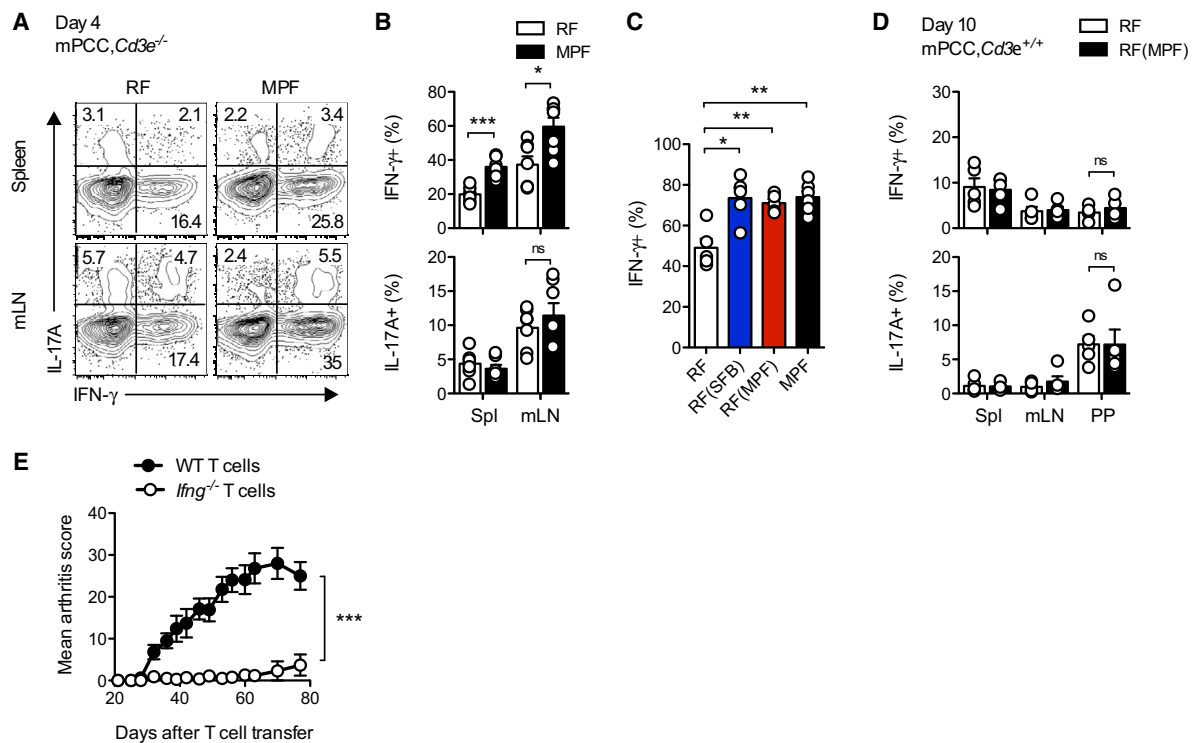 A
Day 4
mPCC,Cd3e-/-
RF
MPF
Spleen
3.1
2.1
16.4
2.2
3.4
25.8
mLN
5.7
4.7
17.4
2.4
5.5
35
IL-17A
IFN-γ
B
RF
MPF
IFN-γ+ (%)
80
60
40
20
0
***
*
IL-17A+ (%)
20
15
10
5
0
ns
Spl
mLN
C
IFN-γ+ (%)
100
80
60
40
20
0
**
**
*
RF
RF(SFB)
RF(MPF)
MPF
D
Day 10
mPCC,Cd3e+/+
RF
RF(MPF)
IFN-γ+ (%)
30
20
10
0
ns
IL-17A+ (%)
20
15
10
5
0
ns
Spl
mLN
PP
E
WT T cells
Ifng-/- T cells
Mean arthritis score
40
30
20
10
0
***
20
40
60
80
Days after T cell transfer